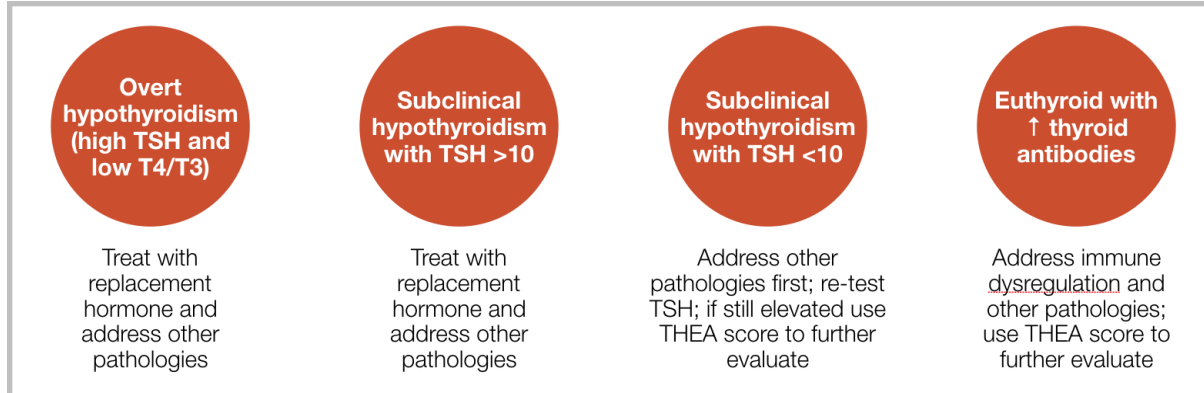 Overt
hypothyroidism
(high TSH and
low T4/T3)
Treat with
replacement
hormone and
address other
pathologies
Subclinical
hypothyroidism
with TSH >10
Treat with
replacement
hormone and
address other
pathologies
Subclinical
hypothyroidism
with TSH <10
Address other
pathologies first; re-test
TSH; if still elevated use
THEA score to further
evaluate
Euthyroid with
↑ thyroid
antibodies
Address immune
dysregulation and
other pathologies;
use THEA score to
further evaluate